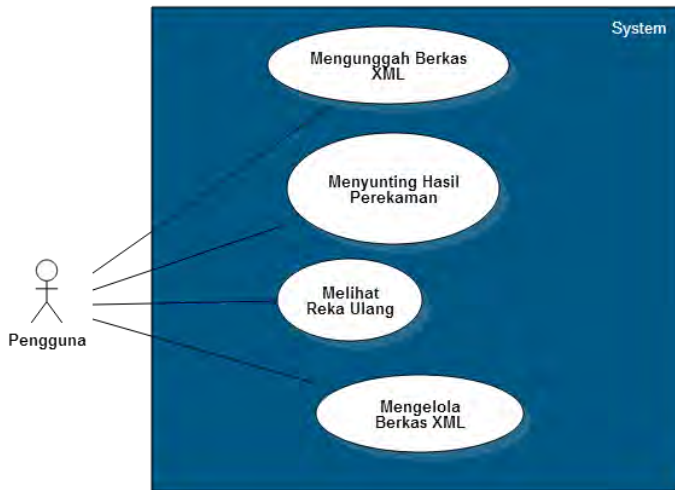 System
Mengunggah Berkas
XML
Menyunting Hasil
Perekaman
Melihat
Reka Ulang
Pengguna
Mengelola
Berkas XML